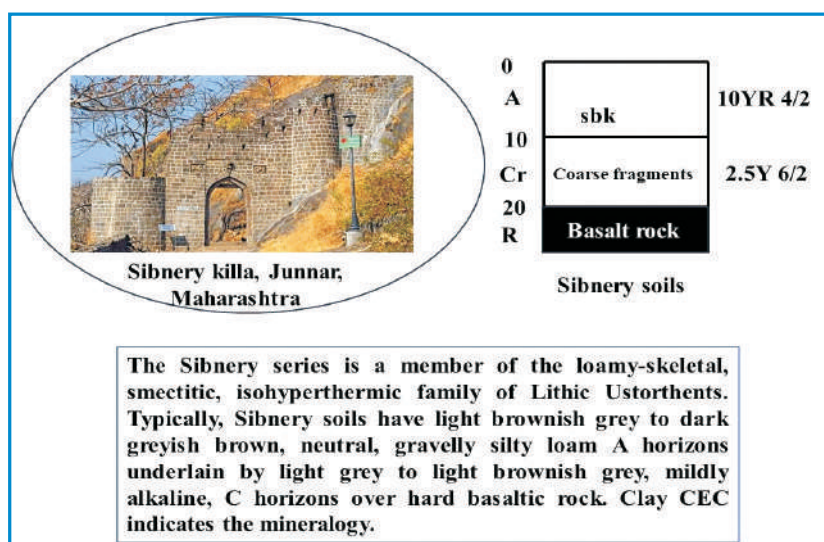 Sibnery killa, Junnar,
Maharashtra
0
A
sbk
10YR 4/2
10
Cr
Coarse fragments
2.5Y 6/2
20
R
Basalt rock
Sibnery soils
The Sibnery series is a member of the loamy-skeletal,
smectitic, isohyperthermic family of Lithic Ustorthents.
Typically, Sibnery soils have light brownish grey to dark
greyish brown, neutral, gravelly silty loam A horizons
underlain by light grey to light brownish grey, mildly
alkaline, C horizons over hard basaltic rock. Clay CEC
indicates the mineralogy.